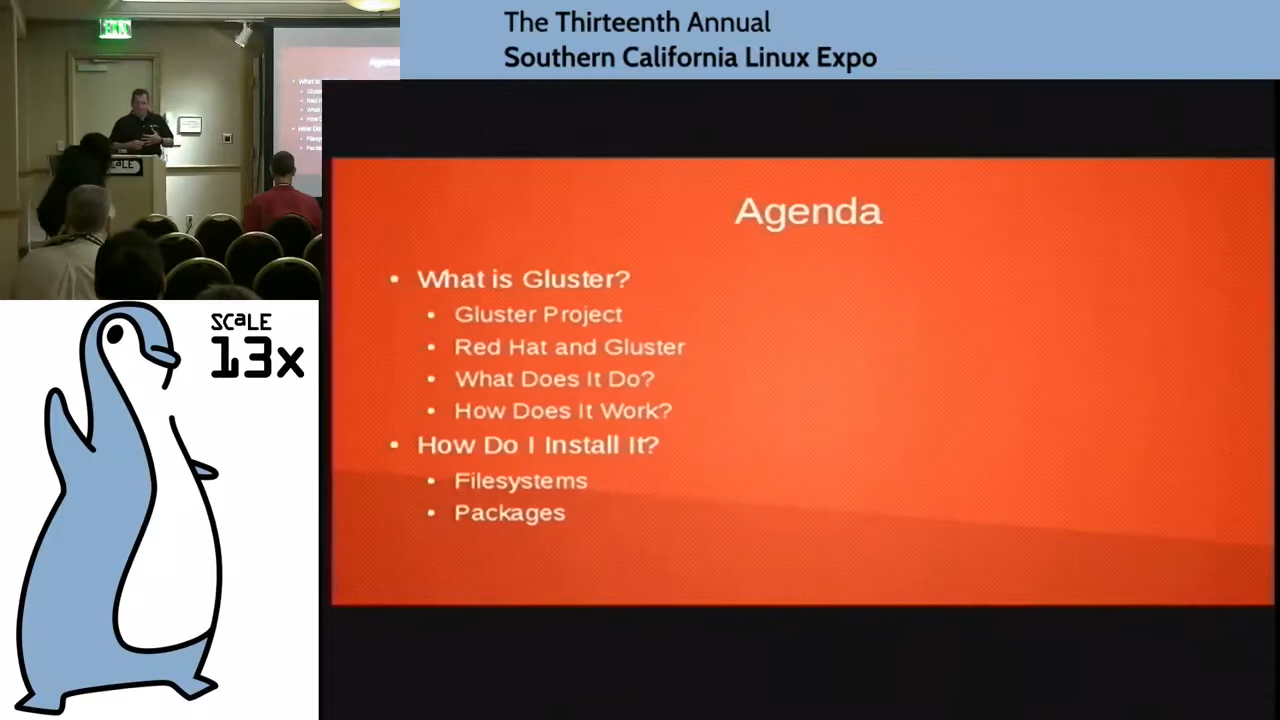 The Thirteenth Annual
Southern California Linux Expo
EXIT
SCALE
13x
Agenda
• What is Gluster?
• Gluster Project
• Red Hat and Gluster
• What Does It Do?
• How Does It Work?
• How Do I Install It?
• Filesystems
• Packages